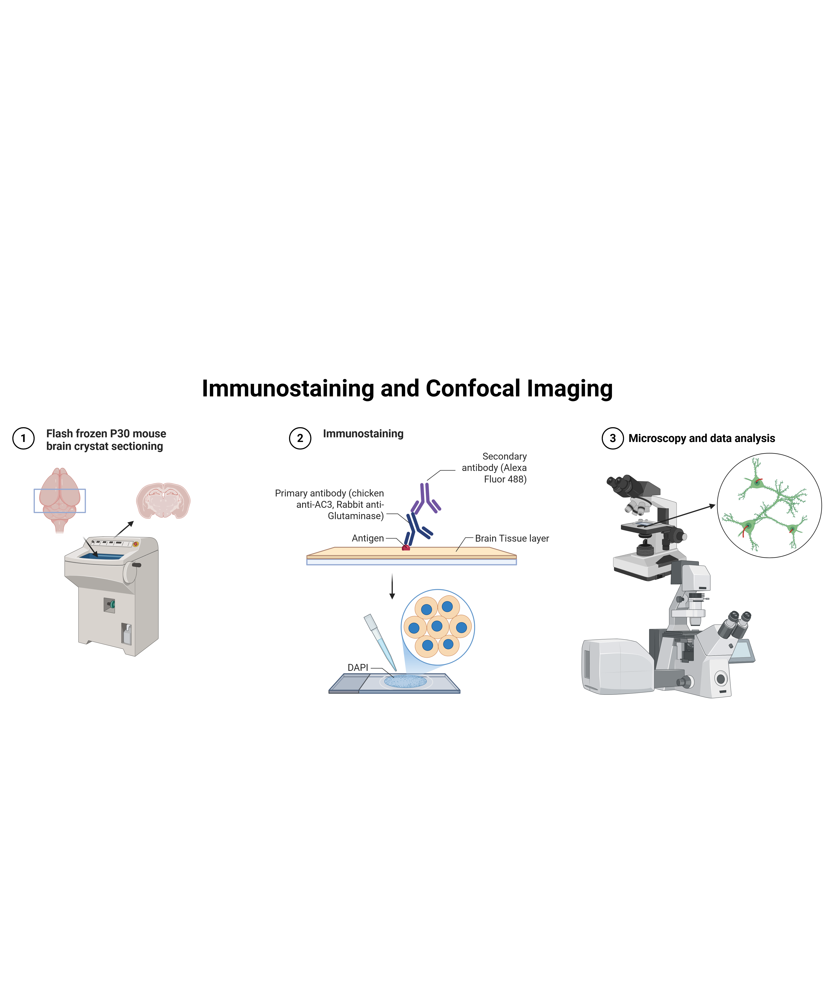 Immunostaining and Confocal Imaging
1
Flash frozen P30 mouse
brain crystat sectioning
2
Immunostaining
Secondary
antibody (Alexa
Fluor 488)
Primary antibody (chicken
anti-AC3, Rabbit anti-
Glutaminase)
Antigen
Brain Tissue layer
DAPI
3
Microscopy and data analysis